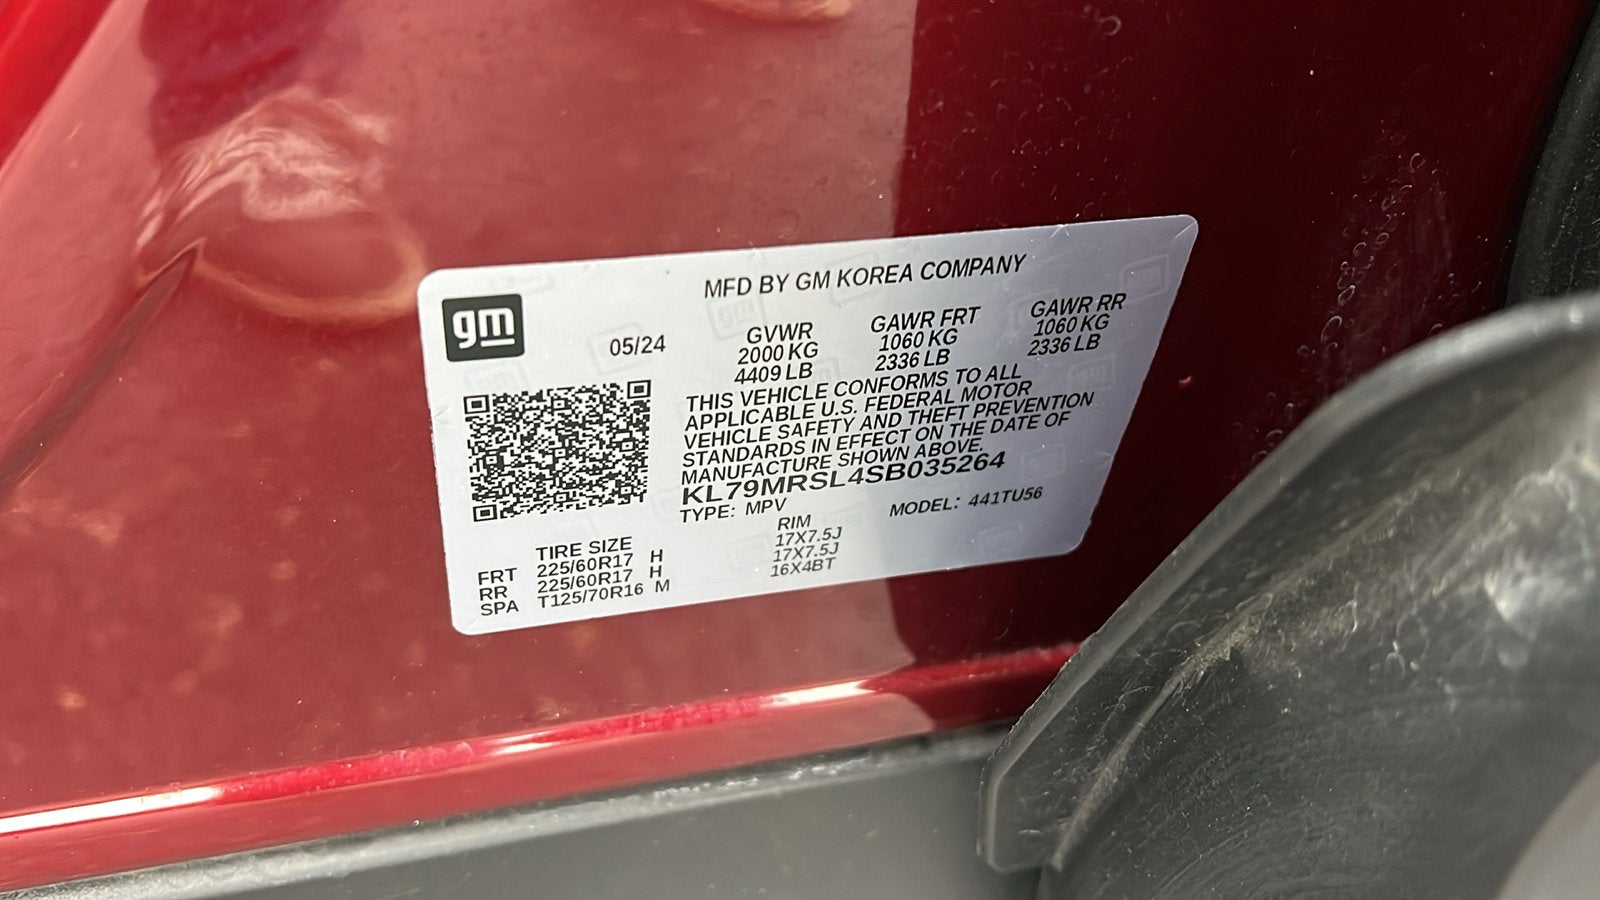 MFD BY GM KOREA COMPANY
gm
05/24
GVWR
2000 KG
4409 LB
GAWR FRT
1060 KG
2336 LB
GAWR RR
1060 KG
2336 LB
THIS VEHICLE CONFORMS TO ALL
APPLICABLE U.S. FEDERAL MOTOR
VEHICLE SAFETY AND THEFT PREVENTION
STANDARDS IN EFFECT ON THE DATE OF
MANUFACTURE SHOWN ABOVE.
KL79MRSL4SB035264
TYPE: MPV MODEL: 441TU56
TIRE SIZE RIM
FRT 225/60R17 H 17X7.5J
RR 225/60R17 H 17X7.5J
SPA T125/70R16 M 16X4BT